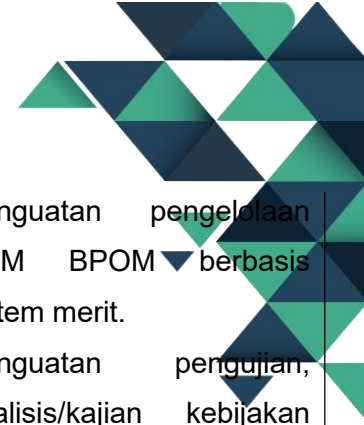 nguatan pengelolaan
M BPOM berbasis
tem merit.
nguatan pengujian,
alisis/kajian kebijakan